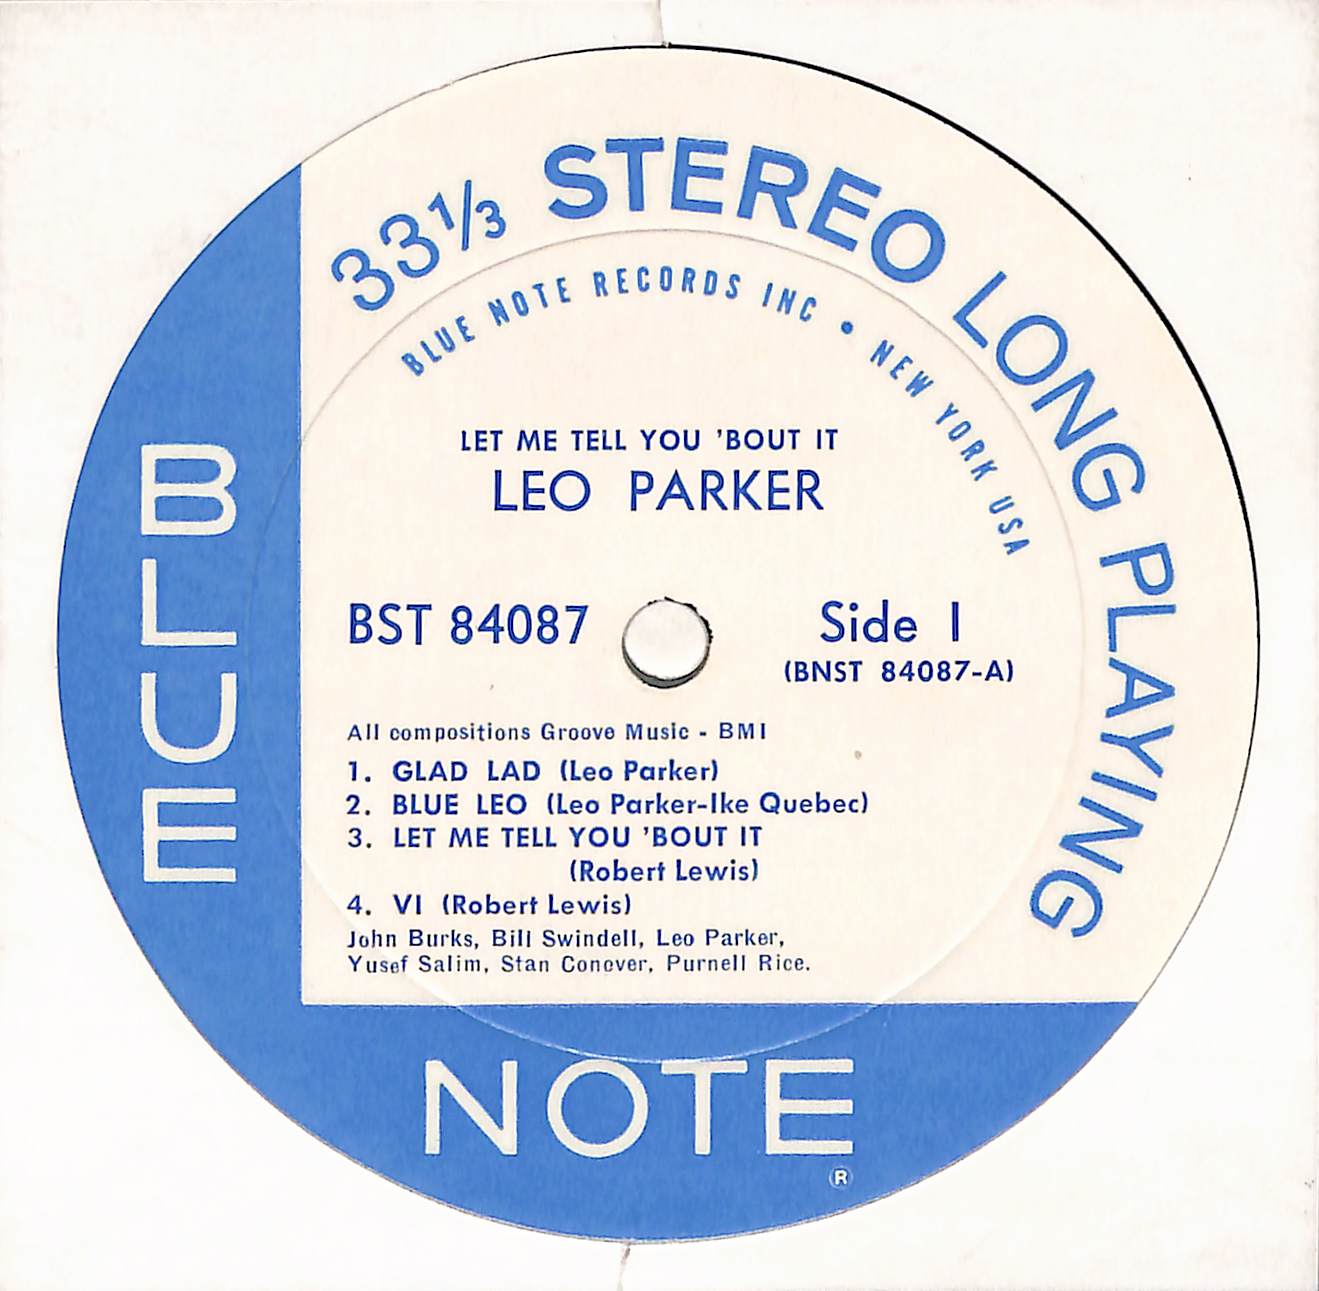 33⅓ STEREO LONG PLAYING
BLUE NOTE RECORDS INC • NEW YORK USA
LET ME TELL YOU 'BOUT IT
LEO PARKER
BST 84087
Side 1
(BNST 84087-A)
All compositions Groove Music - BMI
1. GLAD LAD (Leo Parker)
2. BLUE LEO (Leo Parker-Ike Quebec)
3. LET ME TELL YOU 'BOUT IT
(Robert Lewis)
4. VI (Robert Lewis)
John Burks, Bill Swindell, Leo Parker,
Yusef Salim, Stan Conover, Purnell Rice.
BLUE
NOTE
®